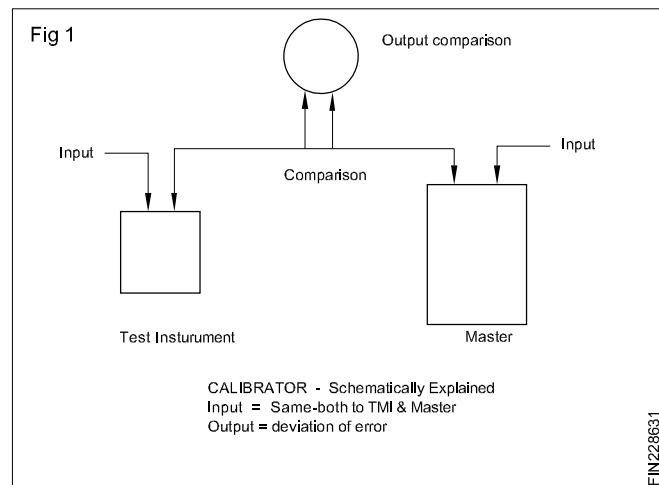 Fig 1
Output comparison
Input
Input
Comparison
Test Insturument
Master
CALIBRATOR - Schematically Explained
Input = Same-both to TMI & Master
Output = deviation of error
FIN228631